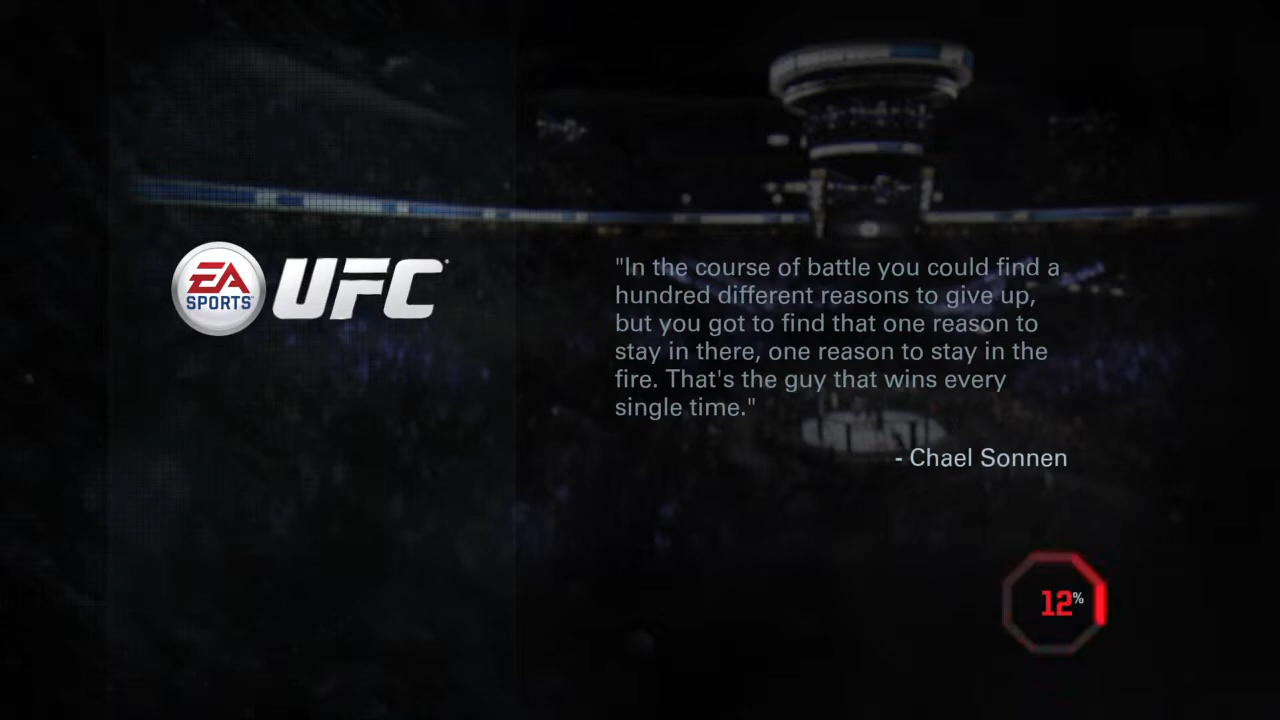 EA
SPORTS
UFC
"In the course of battle you could find a
hundred different reasons to give up,
but you got to find that one reason to
stay in there, one reason to stay in the
fire. That's the guy that wins every
single time."
- Chael Sonnen
12%